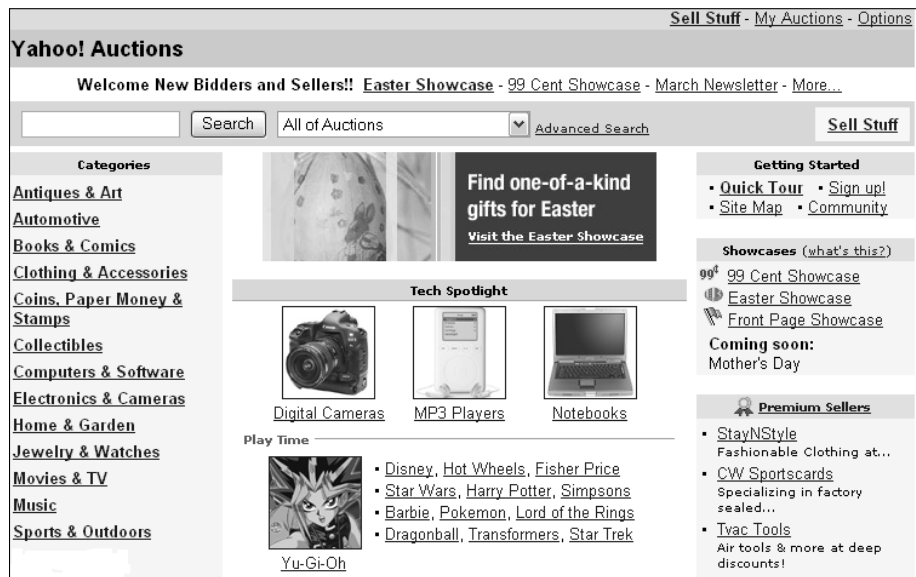 Sell Stuff - My Auctions - Options
Yahoo! Auctions
Welcome New Bidders and Sellers!! Easter Showcase - 99 Cent Showcase - March Newsletter - More...
Search All of Auctions Advanced Search Sell Stuff
Categories
Antiques & Art
Automotive
Books & Comics
Clothing & Accessories
Coins, Paper Money &
Stamps
Collectibles
Computers & Software
Electronics & Cameras
Home & Garden
Jewelry & Watches
Movies & TV
Music
Sports & Outdoors
Find one-of-a-kind
gifts for Easter
Visit the Easter Showcase
Tech Spotlight
Digital Cameras MP3 Players Notebooks
Play Time
• Disney, Hot Wheels, Fisher Price
• Star Wars, Harry Potter, Simpsons
• Barbie, Pokemon, Lord of the Rings
• Dragonball, Transformers, Star Trek
Yu-Gi-Oh
Getting Started
• Quick Tour • Sign up!
• Site Map • Community
Showcases (what's this?)
99¢ 99 Cent Showcase
Easter Showcase
Front Page Showcase
Coming soon:
Mother's Day
Premium Sellers
• StayNStyle
Fashionable Clothing at...
• CW Sportscards
Specializing in factory
sealed...
• Tvac Tools
Air tools & more at deep
discounts!